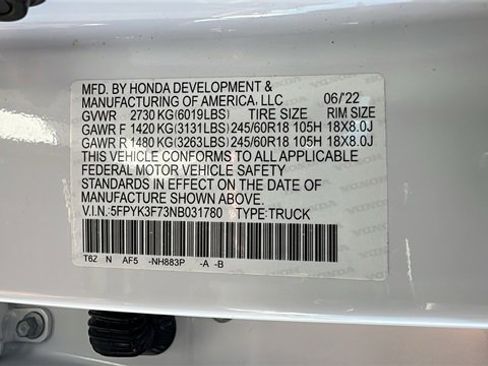 MFD. BY HONDA DEVELOPMENT &
MANUFACTURING OF AMERICA, LLC 06/'22
GVWR 2730 KG(6019LBS) TIRE SIZE RIM SIZE
GAWR F 1420 KG(3131LBS) 245/60R18 105H 18X8.0J
GAWR R 1480 KG(3263LBS) 245/60R18 105H 18X8.0J
THIS VEHICLE CONFORMS TO ALL APPLICABLE
FEDERAL MOTOR VEHICLE SAFETY
STANDARDS IN EFFECT ON THE DATE OF
MANUFACTURE SHOWN ABOVE.
V.I.N.:5FPYK3F73NB031780 TYPE:TRUCK
T62 N AF5 -NH883P -A -B